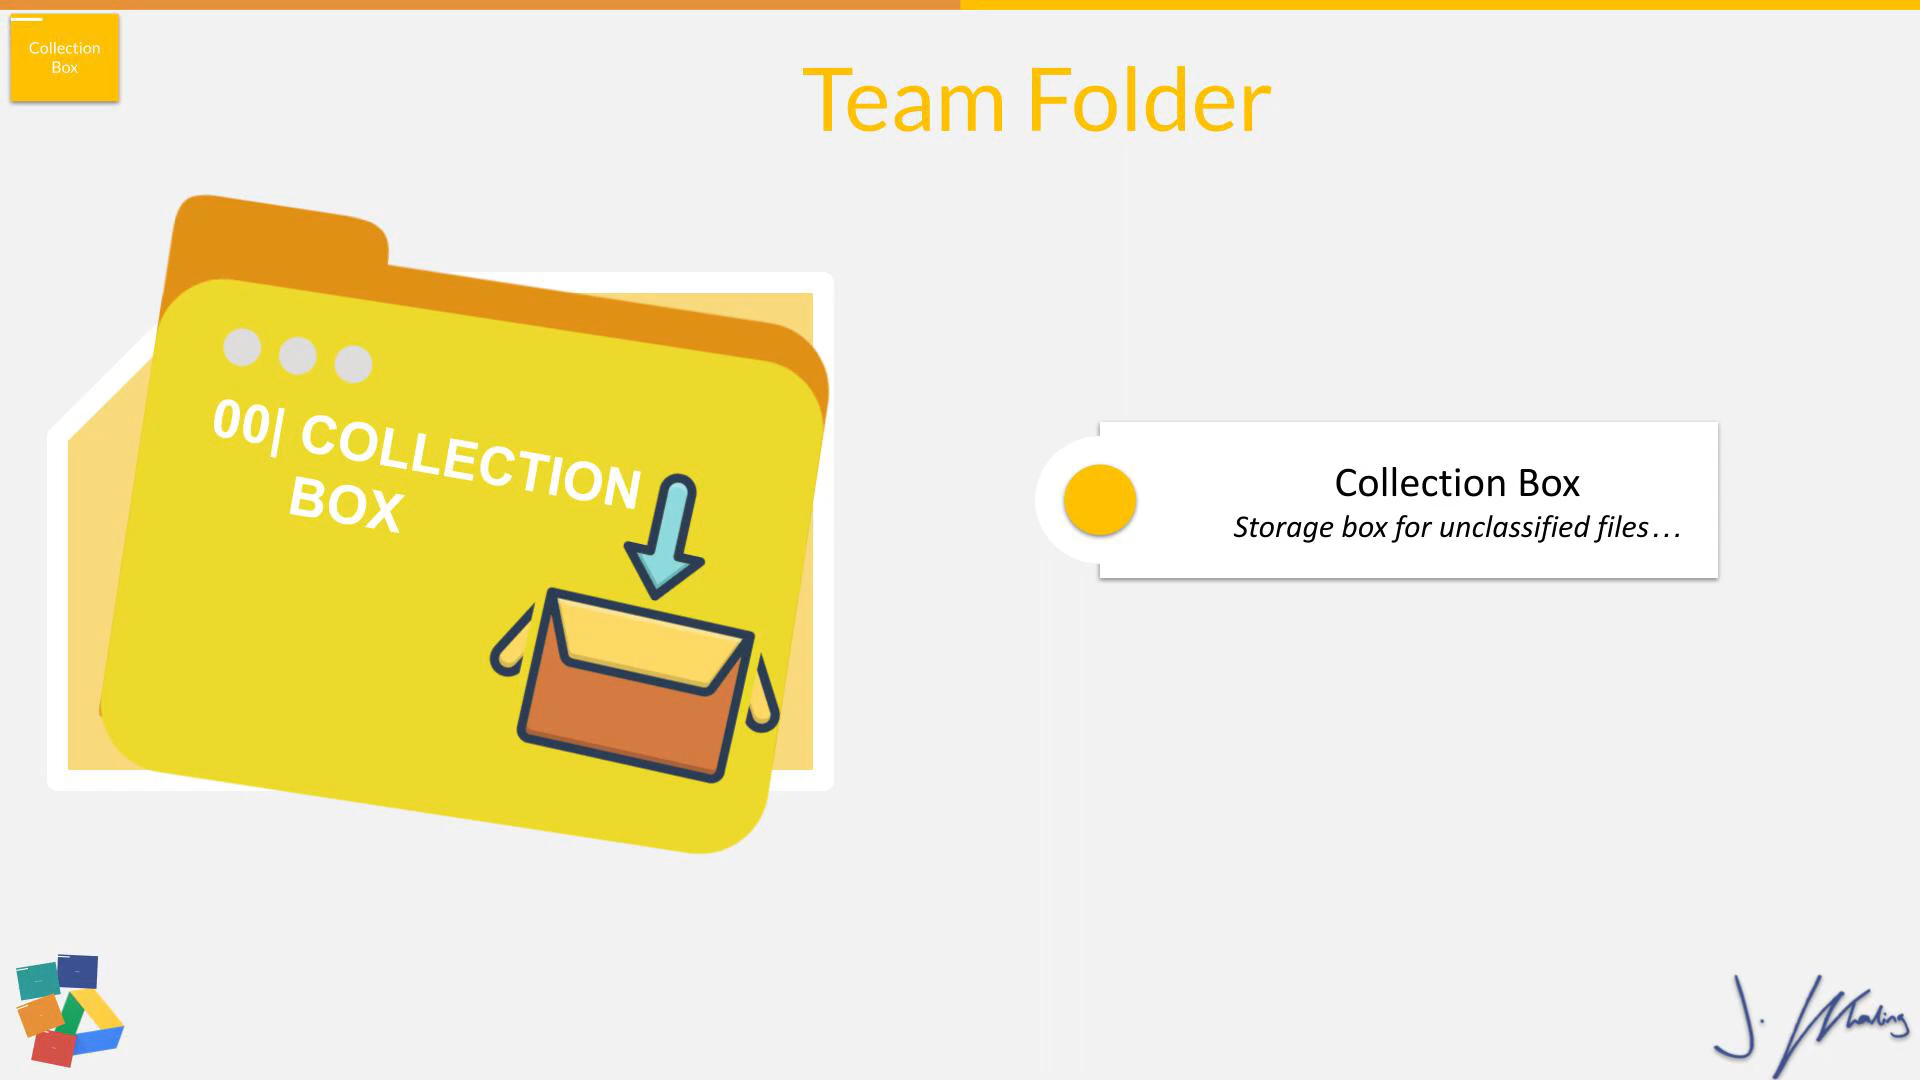 Collection
Box
Team Folder
00| COLLECTION
BOX
Collection Box
Storage box for unclassified files…